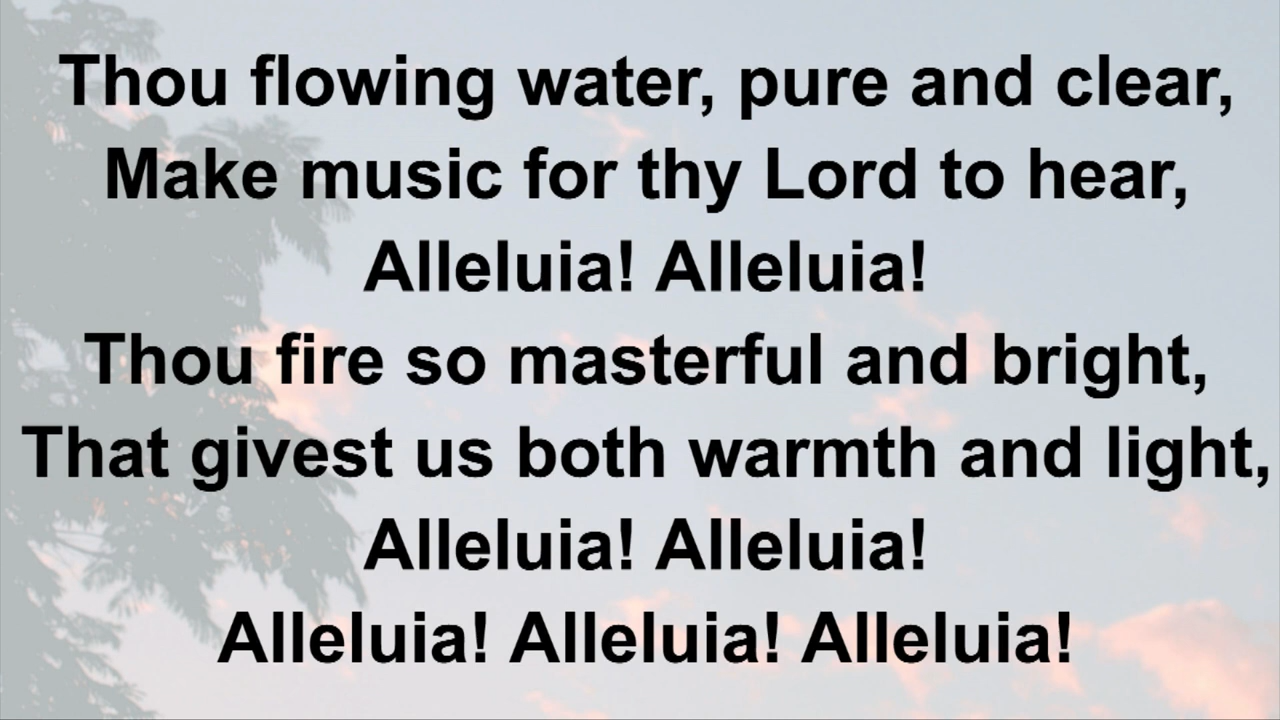 Thou flowing water, pure and clear,
Make music for thy Lord to hear,
Alleluia! Alleluia!
Thou fire so masterful and bright,
That givest us both warmth and light,
Alleluia! Alleluia!
Alleluia! Alleluia! Alleluia!